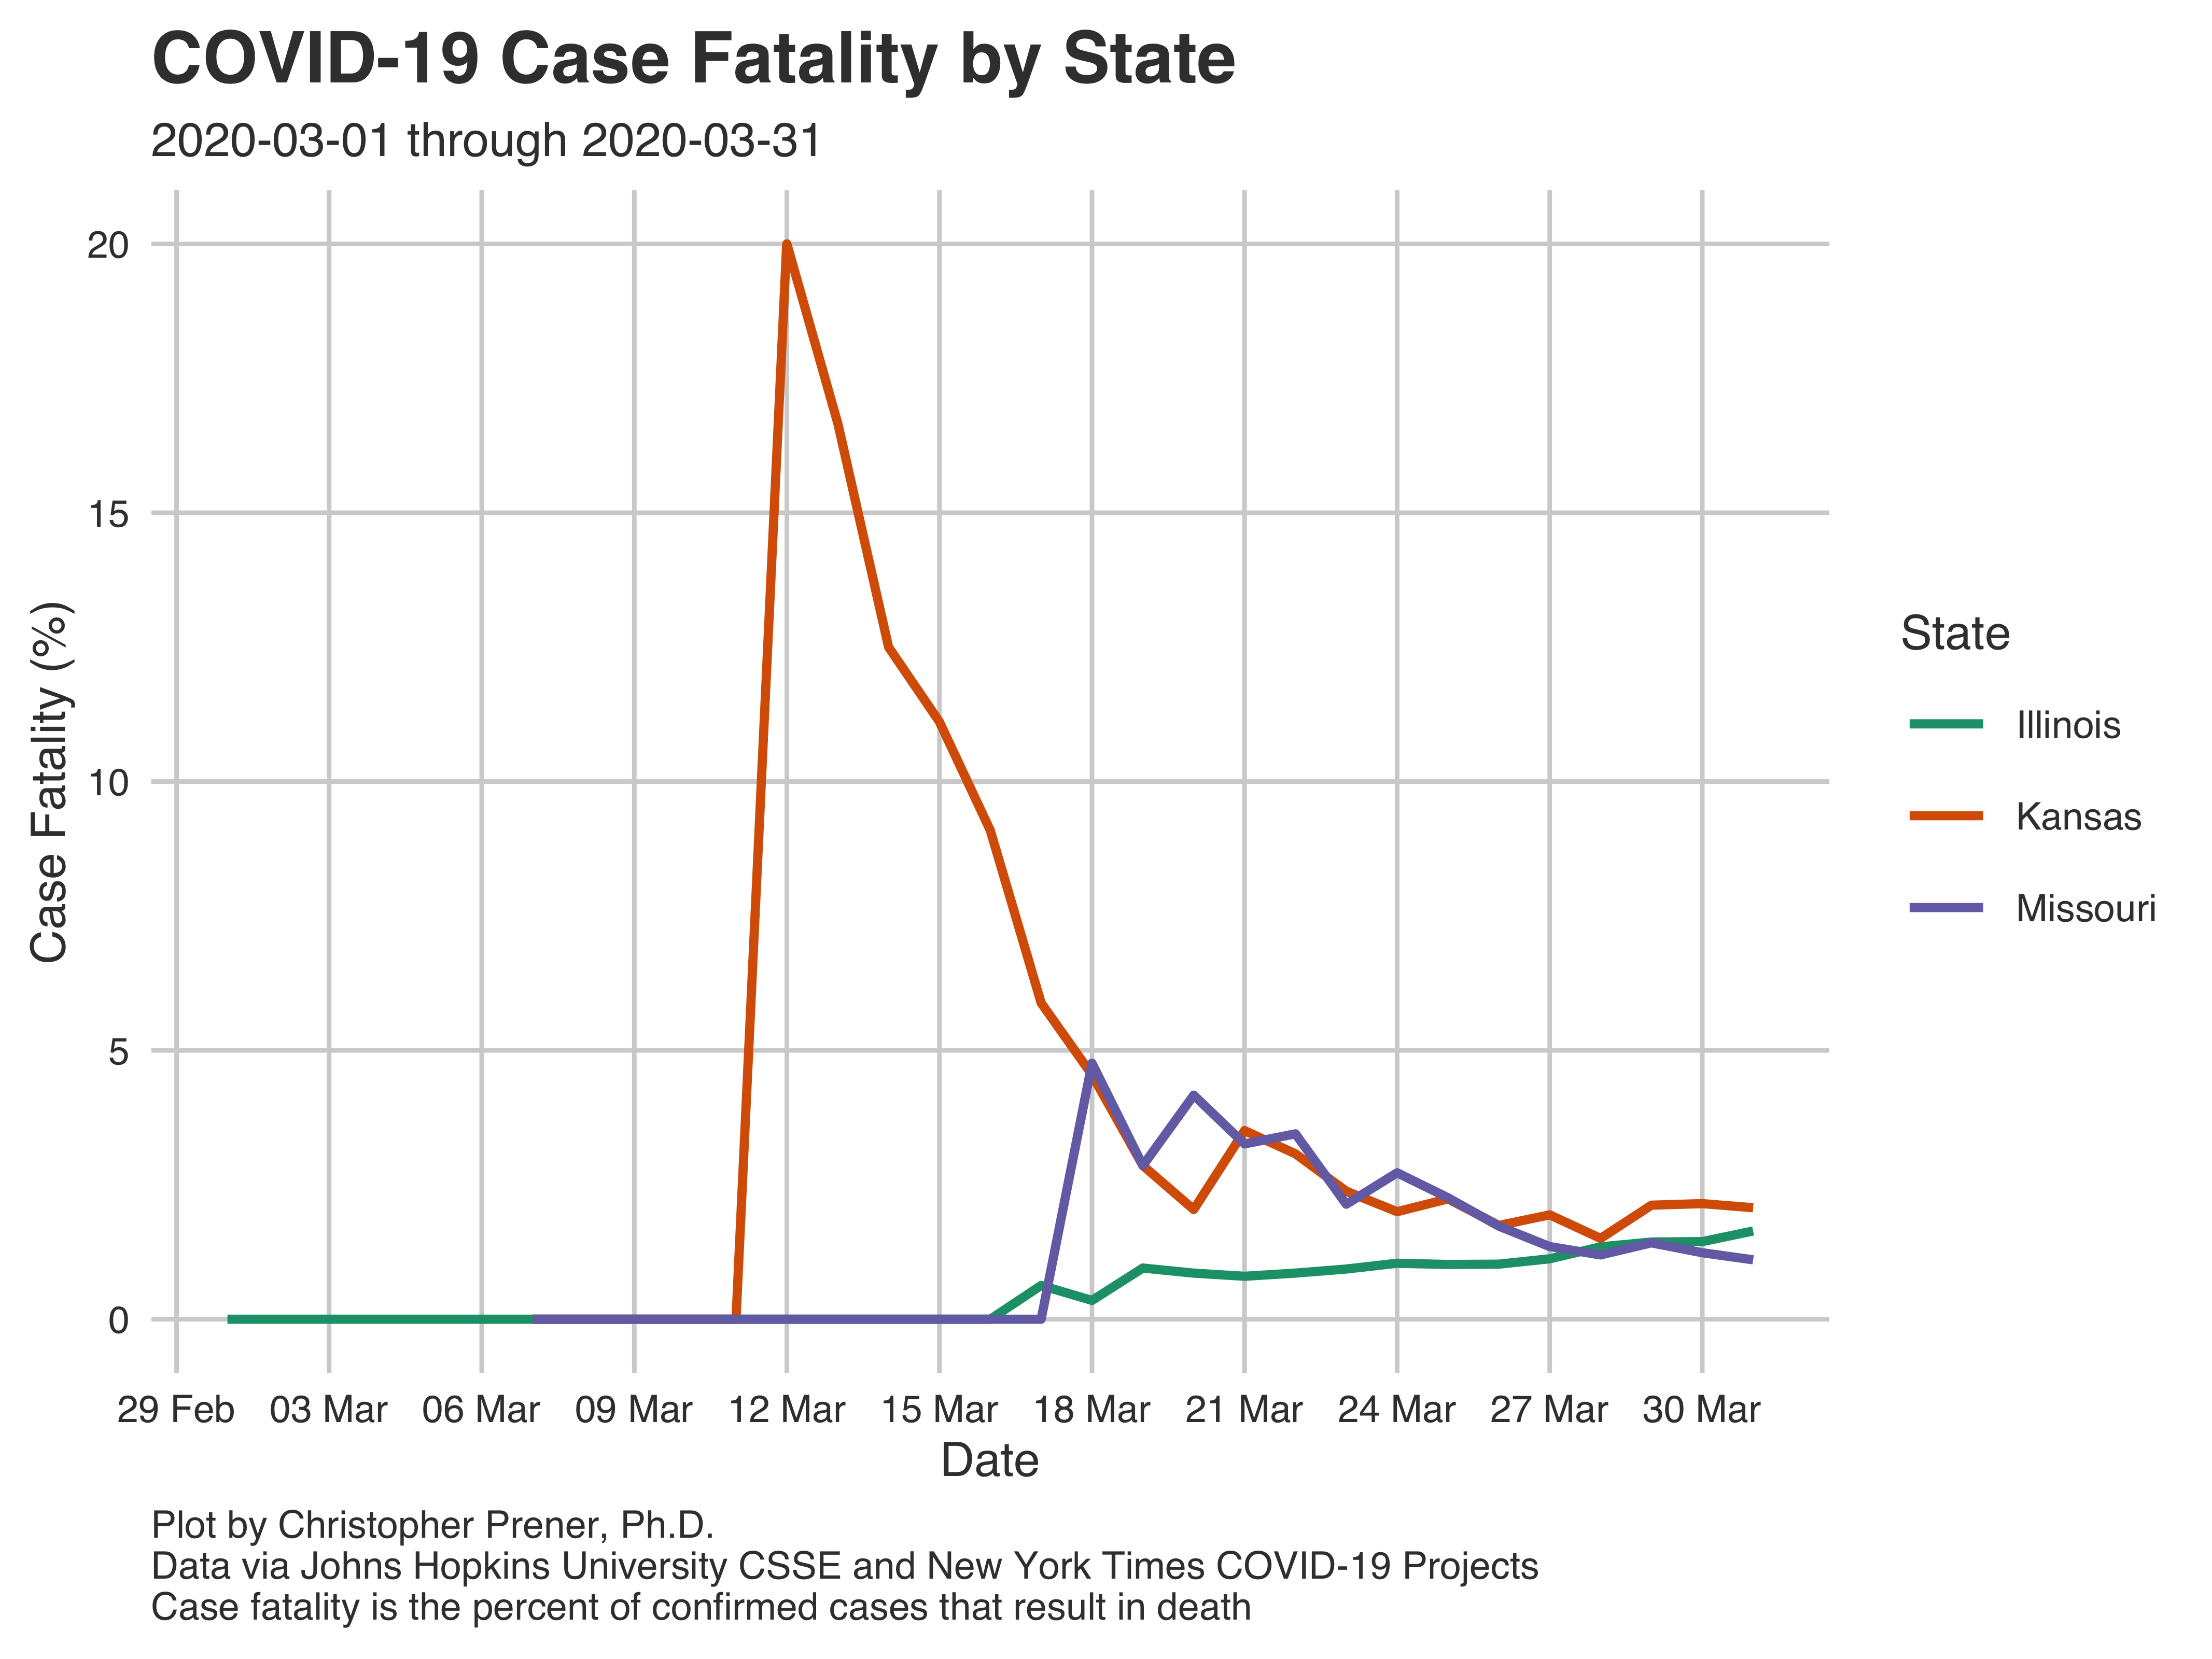 COVID-19 Case Fatality by State
2020-03-01 through 2020-03-31
20
15
10
5
0
Case Fatality (%)
29 Feb
03 Mar
06 Mar
09 Mar
12 Mar
15 Mar
18 Mar
21 Mar
24 Mar
27 Mar
30 Mar
Date
State
Illinois
Kansas
Missouri
Plot by Christopher Prener, Ph.D.
Data via Johns Hopkins University CSSE and New York Times COVID-19 Projects
Case fatality is the percent of confirmed cases that result in death